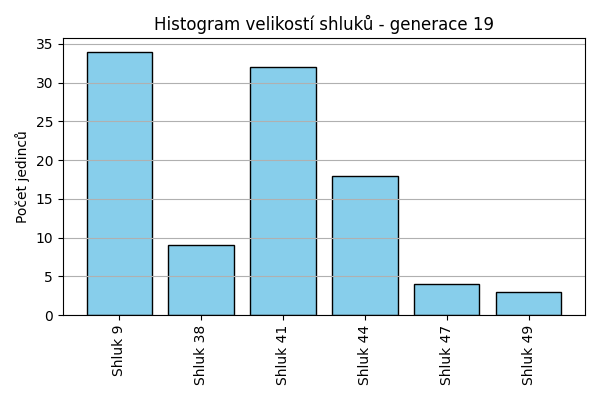 Histogram velikostí shluků - generace 19
Počet jedinců
35
30
25
20
15
10
5
0
Shluk 9
Shluk 38
Shluk 41
Shluk 44
Shluk 47
Shluk 49